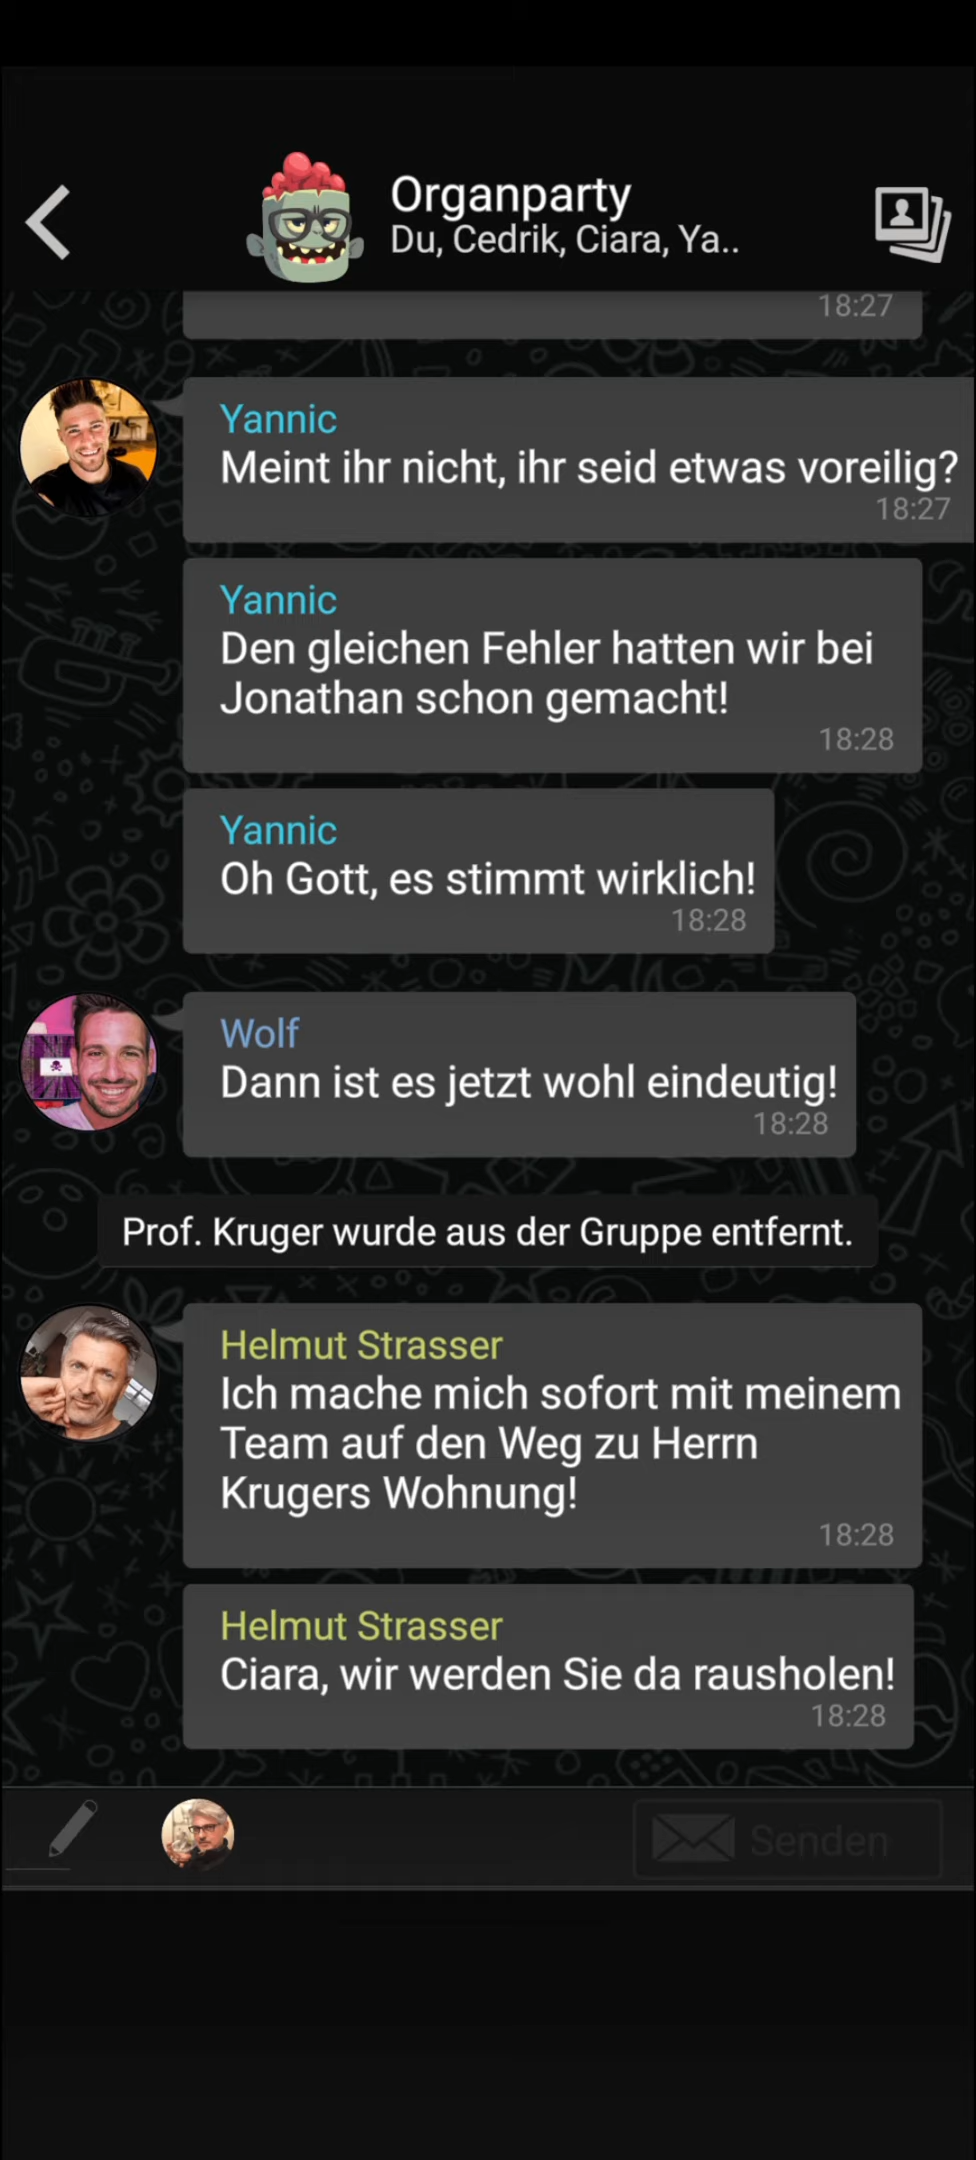 Organparty
Du, Cedrik, Ciara, Ya..
18:27
Yannic
Meint ihr nicht, ihr seid etwas voreilig?
18:27
Yannic
Den gleichen Fehler hatten wir bei
Jonathan schon gemacht!
18:28
Yannic
Oh Gott, es stimmt wirklich!
18:28
Wolf
Dann ist es jetzt wohl eindeutig!
18:28
Prof. Kruger wurde aus der Gruppe entfernt.
Helmut Strasser
Ich mache mich sofort mit meinem
Team auf den Weg zu Herrn
Krugers Wohnung!
18:28
Helmut Strasser
Ciara, wir werden Sie da rausholen!
18:28
Senden